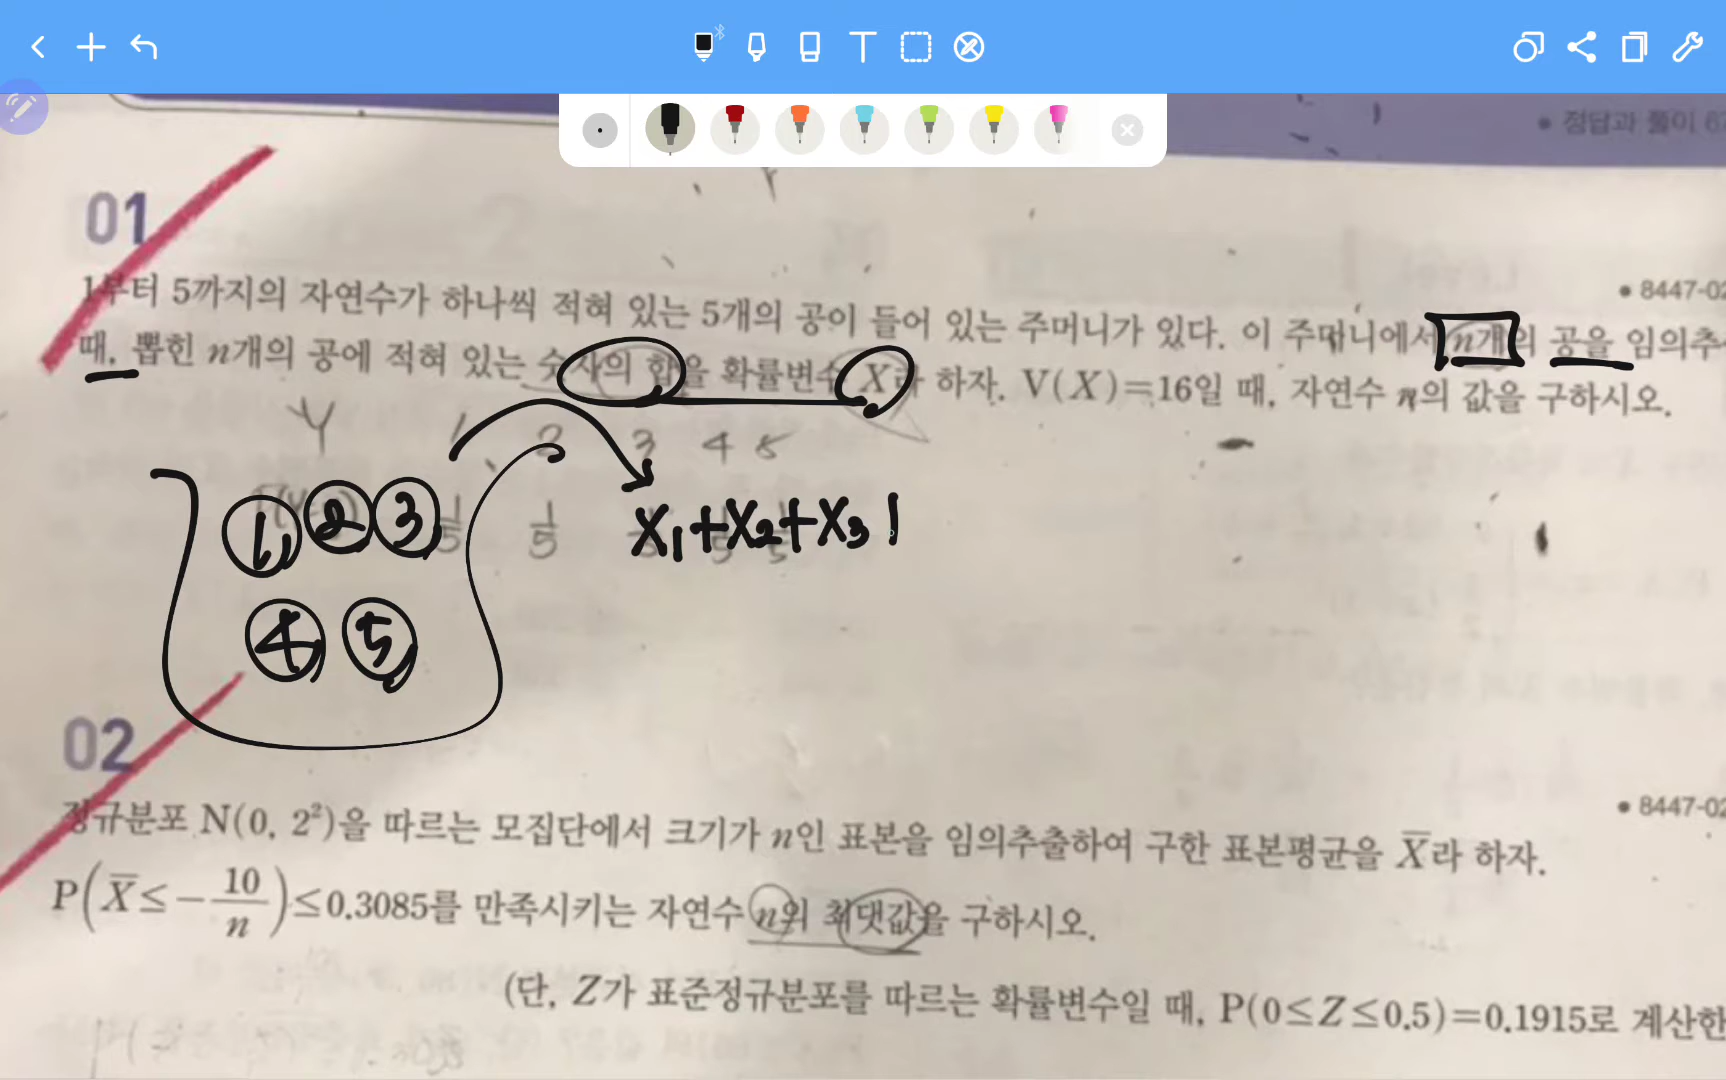 정답과 풀이 6
01
8447-02
1부터 5까지의 자연수가 하나씩 적혀 있는 5개의 공이 들어 있는 주머니가 있다. 이 주머니에서 n개의 공을 임의추
때, 뽑힌 n개의 공에 적혀 있는 숫자의 합을 확률변수 X라 하자. V(X)=16일 때, 자연수 n의 값을 구하시오.
Y 1 2 3 4 5
1/5 1/5
① ② ③
X₁+X₂+X₃
④ ⑤
02
8447-02
정규분포 N(0, 2²)을 따르는 모집단에서 크기가 n인 표본을 임의추출하여 구한 표본평균을 X̄라 하자.
P(X̄≤−10/n)≤0.3085를 만족시키는 자연수 n의 최댓값을 구하시오.
(단, Z가 표준정규분포를 따르는 확률변수일 때, P(0≤Z≤0.5)=0.1915로 계산한